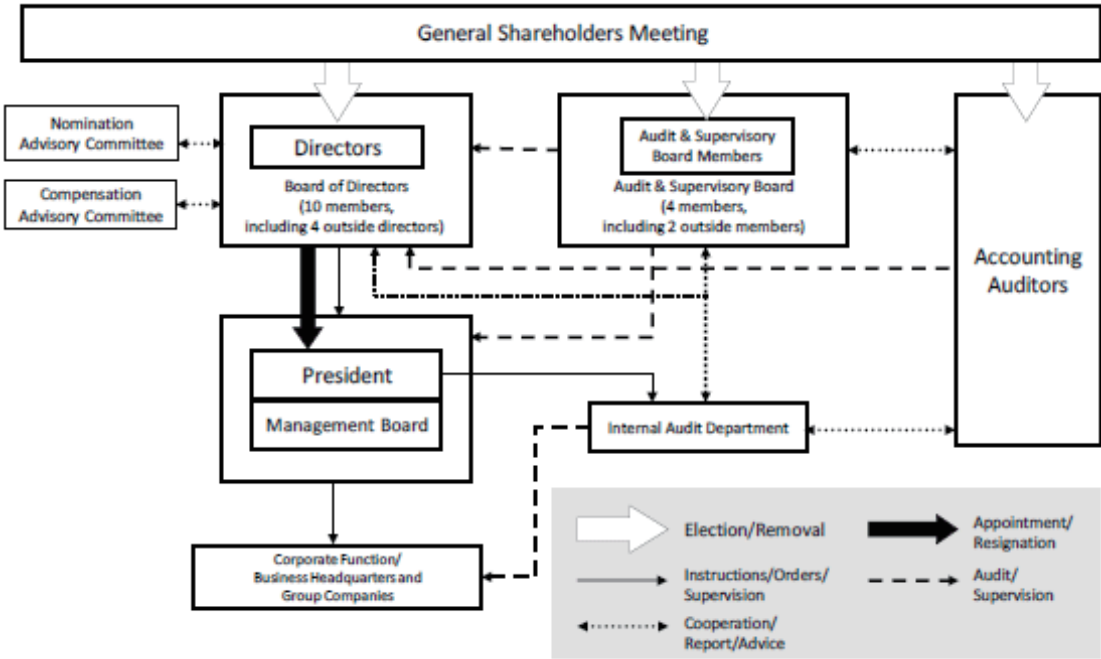 General Shareholders Meeting
Nomination
Advisory Committee
Compensation
Advisory Committee
Directors
Board of Directors
(10 members,
including 4 outside directors)
Audit & Supervisory
Board Members
Audit & Supervisory Board
(4 members,
including 2 outside members)
Accounting
Auditors
President
Management Board
Internal Audit Department
Corporate Function/
Business Headquarters and
Group Companies
Election/Removal
Appointment/
Resignation
Instructions/Orders/
Supervision
Audit/
Supervision
Cooperation/
Report/Advice